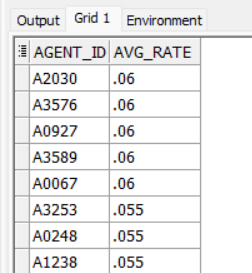 Output Grid 1 Environment
AGENT_ID AVG_RATE
A2030 .06
A3576 .06
A0927 .06
A3589 .06
A0067 .06
A3253 .055
A0248 .055
A1238 .055